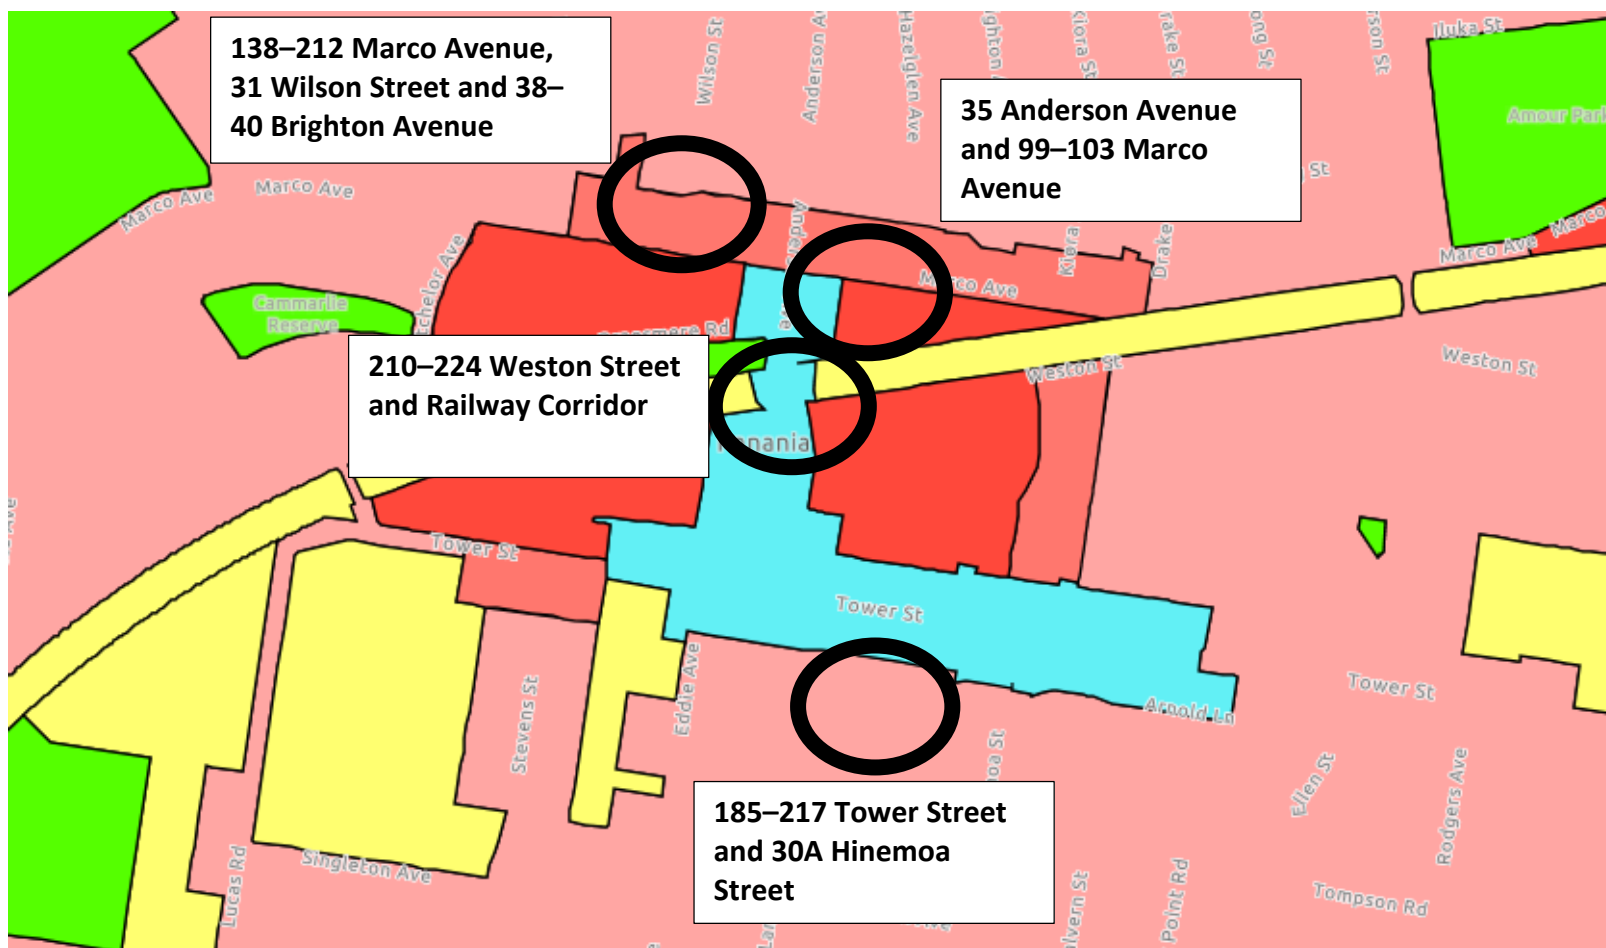 138–212 Marco Avenue,
31 Wilson Street and 38–
40 Brighton Avenue
35 Anderson Avenue
and 99–103 Marco
Avenue
210–224 Weston Street
and Railway Corridor
185–217 Tower Street
and 30A Hinemoa
Street
Wilson St
Hazelglen Ave
Iluka St
Amour Park
St
Marco Ave
Marco Ave
Marco Ave
Marco Ave
Marco
Kiora
Drake
Cammarlie
Reserve
Weston St
Weston St
Tower St
Tower St
Tower St
Stevens St
Eddie Ave
Arnold Ln
Ellen St
Rodgers Ave
Lucas Rd
Singleton Ave
Point Rd
Tompson Rd